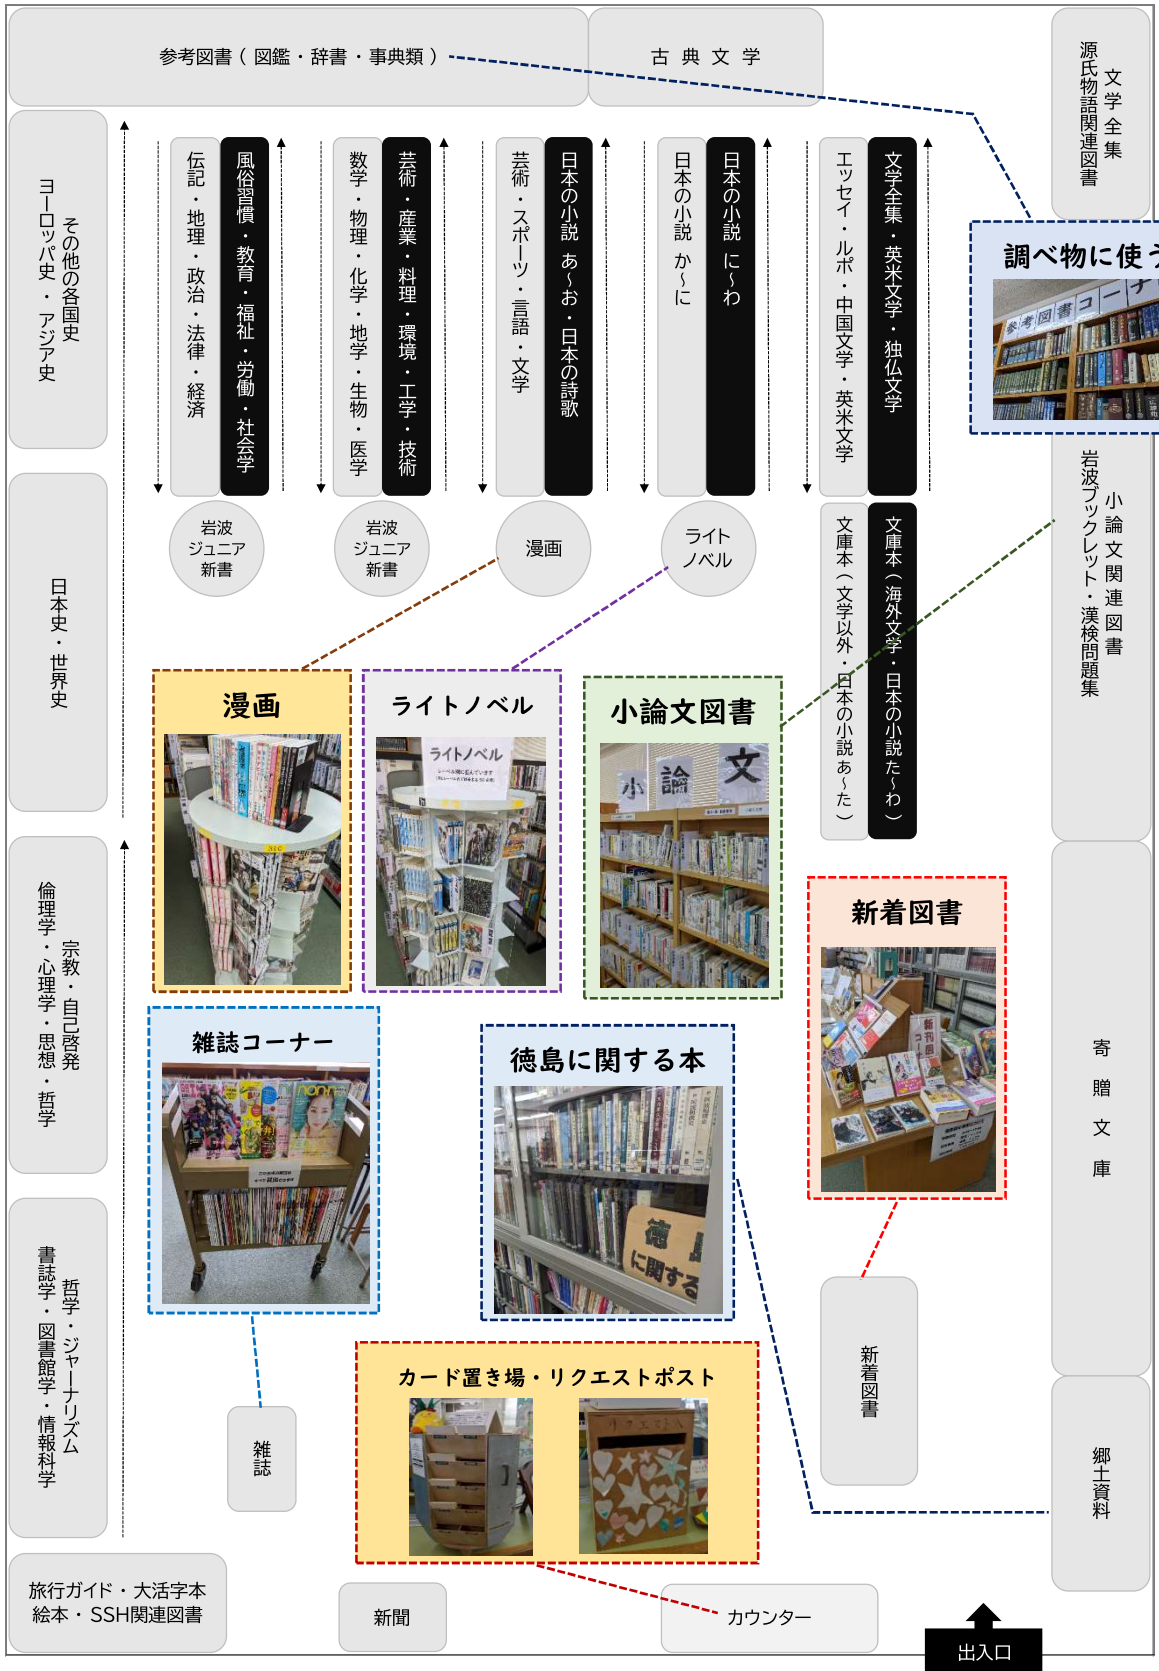 参考図書（ 図鑑・辞書・事典類 ）
古 典 文 学
文学全集
源氏物語関連図書
その他の各国史
ヨーロッパ史・アジア史
伝記・地理・政治・法律・経済
風俗習慣・教育・福祉・労働・社会学
数学・物理・化学・地学・生物・医学
芸術・産業・料理・環境・工学・技術
芸術・スポーツ・言語・文学
日本の小説 あ～お・日本の詩歌
日本の小説 か～に
日本の小説 に～わ
エッセイ・ルポ・中国文学・英米文学
文学全集・英米文学・独仏文学
調べ物に使う
参考図書コーナ
岩波
ジュニア
新書
岩波
ジュニア
新書
漫画
ライト
ノベル
文庫本（文学以外・日本の小説 あ～た）
文庫本（海外文学・日本の小説 た～わ）
小論文関連図書
岩波ブックレット・漢検問題集
日本史・世界史
漫画
ライトノベル
ライトノベル
小論文図書
小 論 文
新着図書
宗教・自己啓発
倫理学・心理学・思想・哲学
雑誌コーナー
non-no
徳島に関する本
徳 島
に関する
寄贈文庫
哲学・ジャーナリズム
書誌学・図書館学・情報科学
新着図書
カード置き場・リクエストポスト
雑誌
郷土資料
旅行ガイド・大活字本
絵本・SSH関連図書
新聞
カウンター
出入口